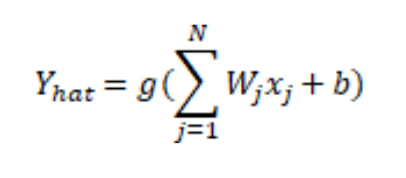 Y_hat = g(∑_{j=1}^{N} W_j x_j + b)